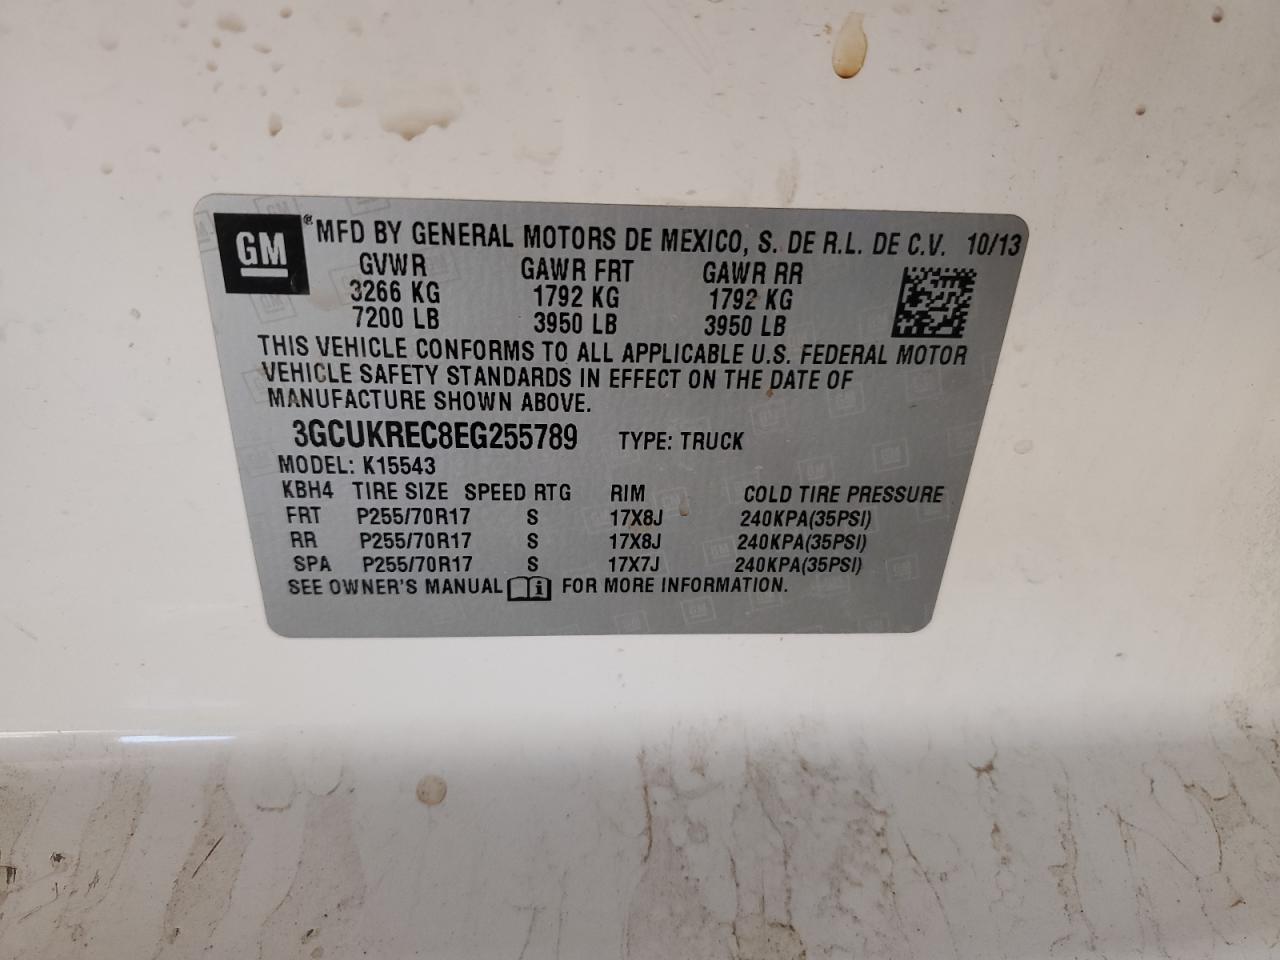 GM® MFD BY GENERAL MOTORS DE MEXICO, S. DE R.L. DE C.V. 10/13
GVWR GAWR FRT GAWR RR
3266 KG 1792 KG 1792 KG
7200 LB 3950 LB 3950 LB
THIS VEHICLE CONFORMS TO ALL APPLICABLE U.S. FEDERAL MOTOR
VEHICLE SAFETY STANDARDS IN EFFECT ON THE DATE OF
MANUFACTURE SHOWN ABOVE.
3GCUKREC8EG255789 TYPE: TRUCK
MODEL: K15543
KBH4 TIRE SIZE SPEED RTG RIM COLD TIRE PRESSURE
FRT P255/70R17 S 17X8J 240KPA(35PSI)
RR P255/70R17 S 17X8J 240KPA(35PSI)
SPA P255/70R17 S 17X7J 240KPA(35PSI)
SEE OWNER'S MANUAL i FOR MORE INFORMATION.